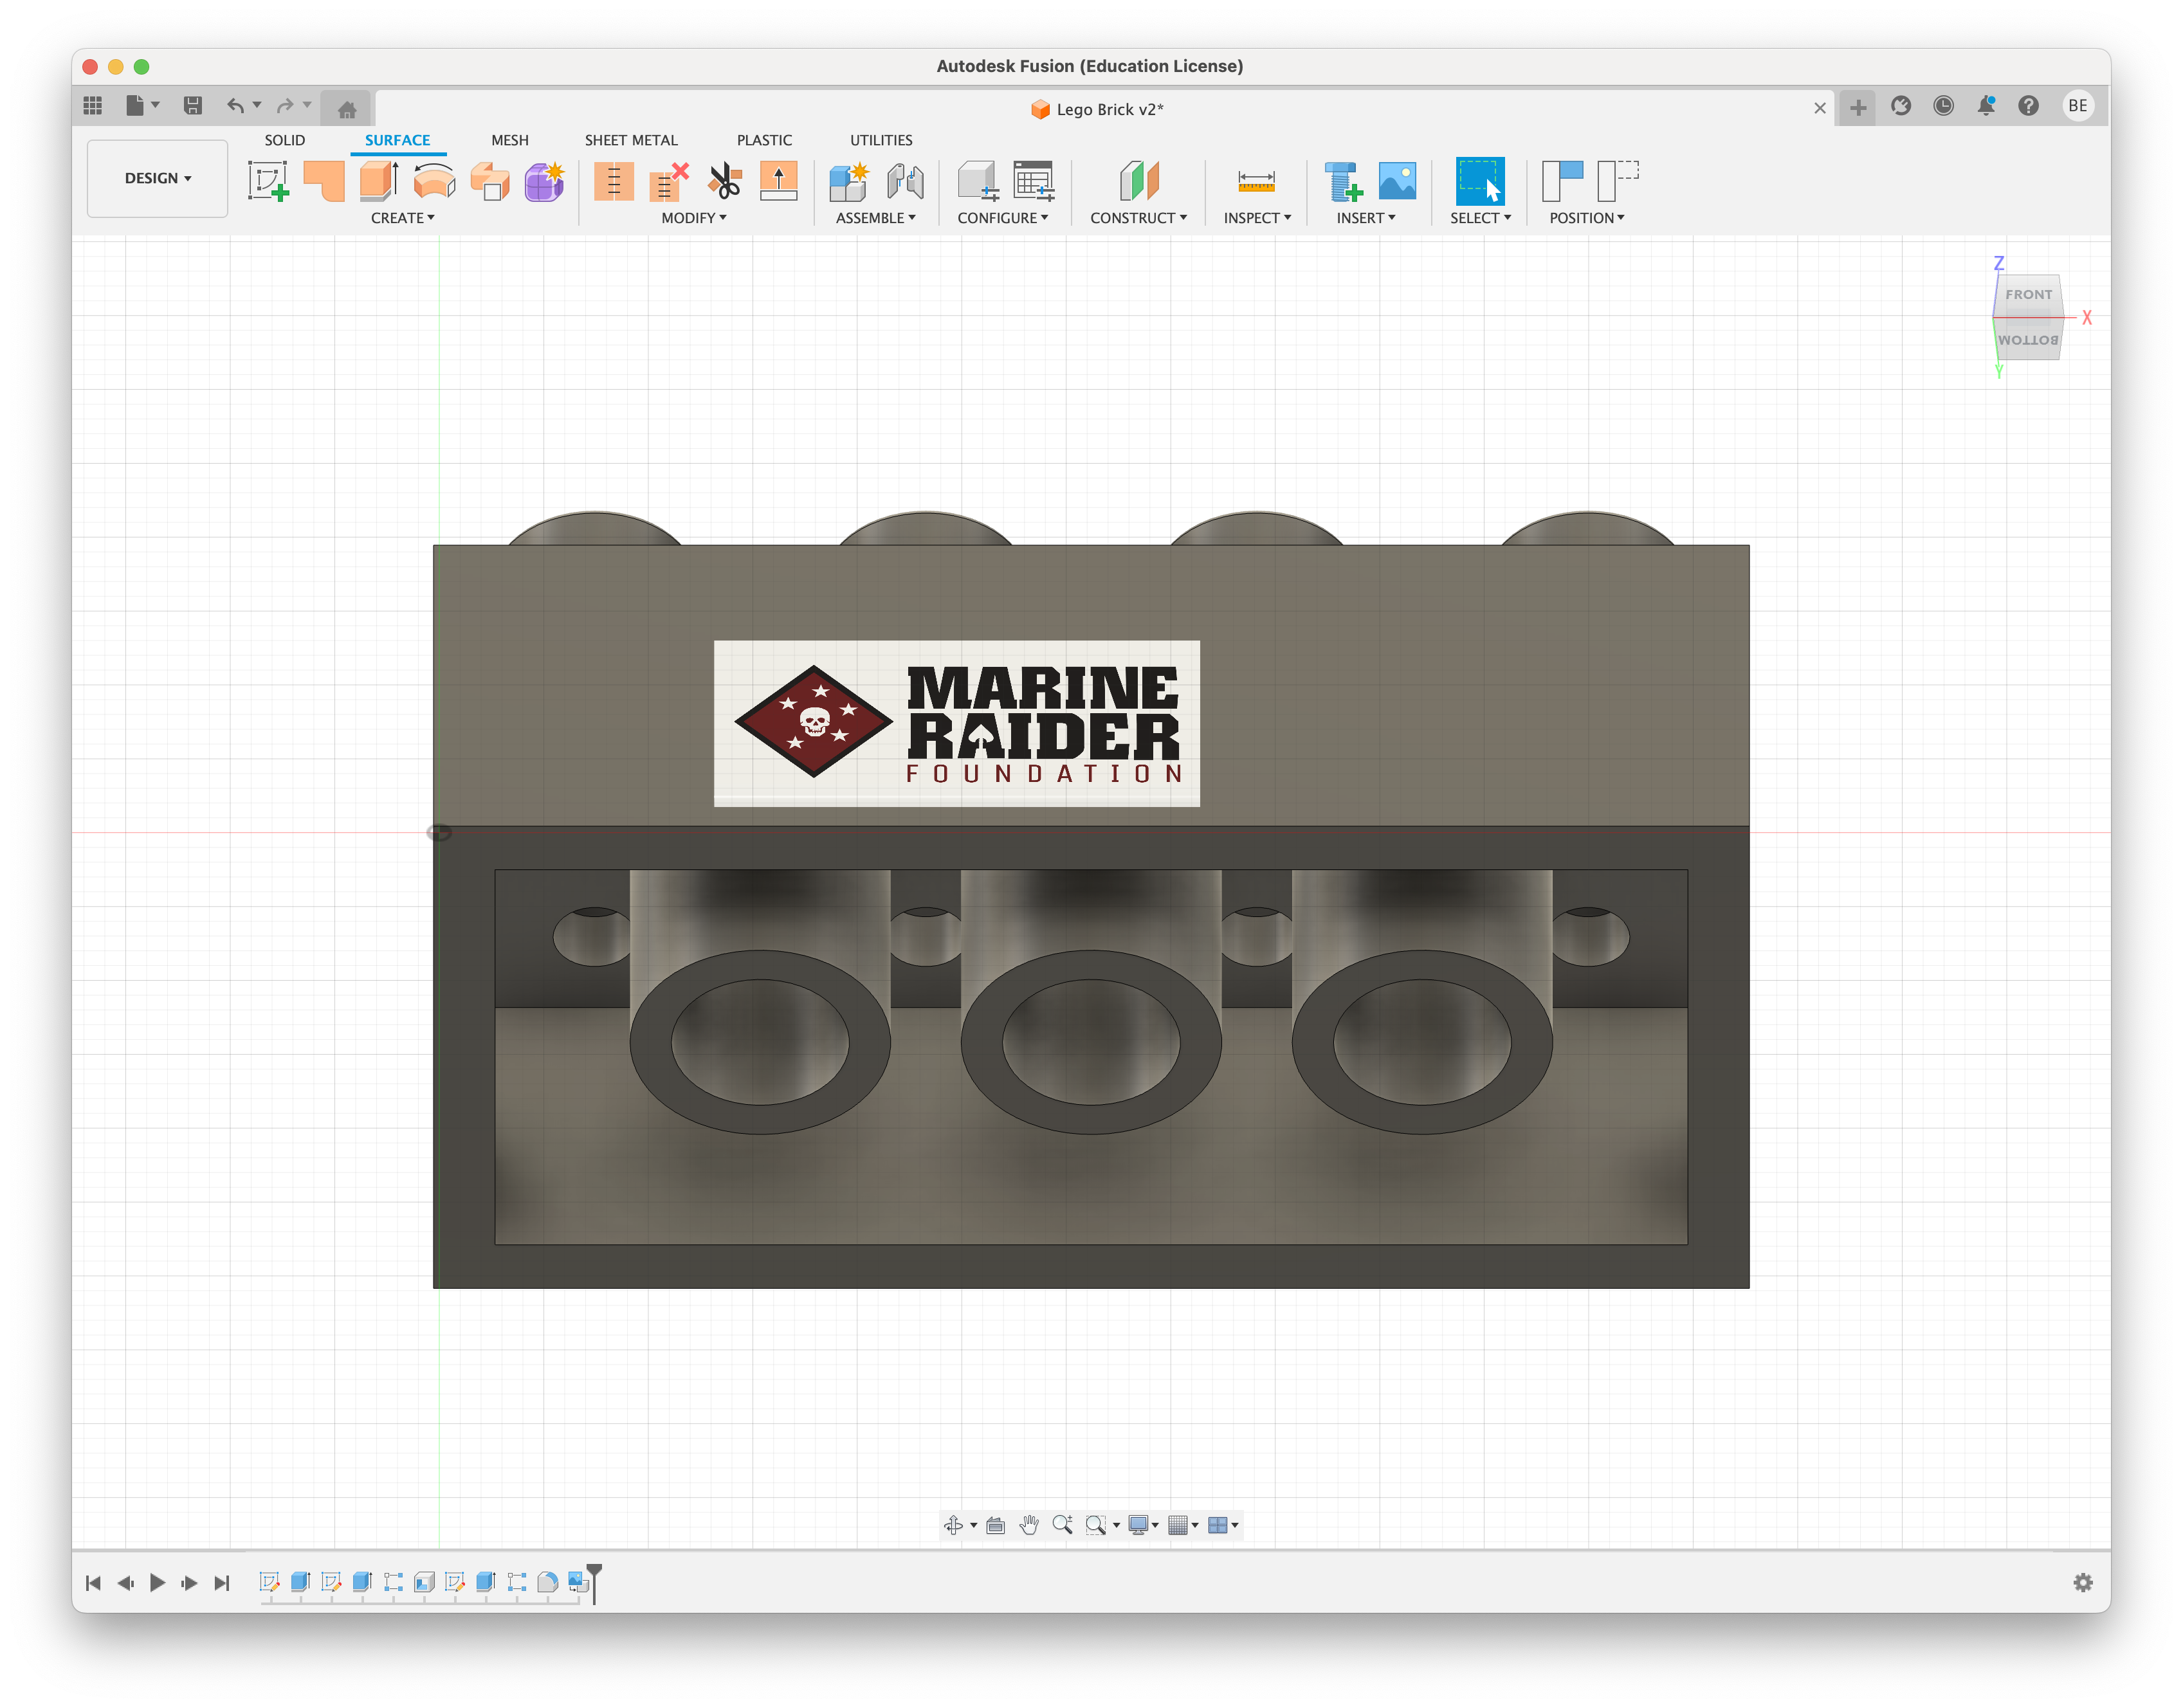 Autodesk Fusion (Education License)
Lego Brick v2*
BE
SOLID SURFACE MESH SHEET METAL PLASTIC UTILITIES
DESIGN
CREATE MODIFY ASSEMBLE CONFIGURE CONSTRUCT INSPECT INSERT SELECT POSITION
Z
FRONT
X
BOTTOM
Y
MARINE
RAIDER
FOUNDATION